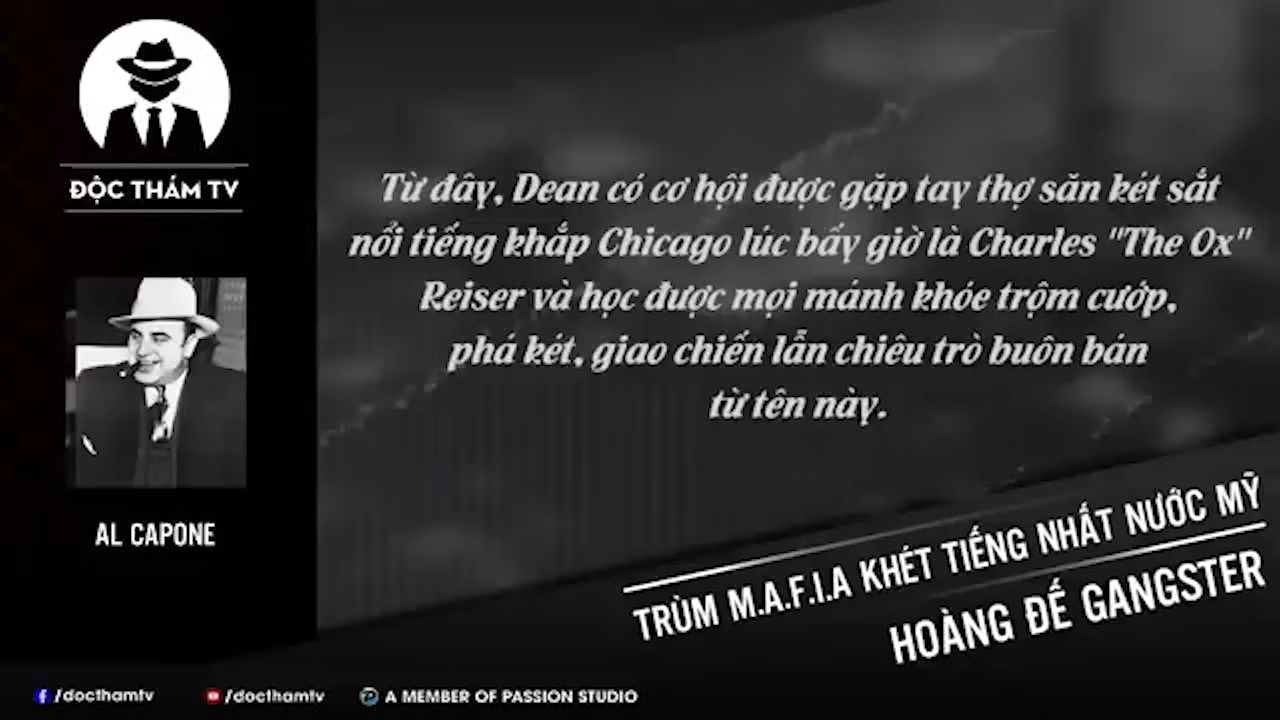 ĐỘC THÁM TV
AL CAPONE
Từ đây, Dean có cơ hội được gặp tay thợ săn két sắt
nổi tiếng khắp Chicago lúc bấy giờ là Charles "The Ox"
Reiser và học được mọi mánh khóe trộm cướp,
phá két, giao chiến lẫn chiêu trò buôn bán
từ tên này.
TRÙM M.A.F.I.A KHÉT TIẾNG NHẤT NƯỚC MỸ
HOÀNG ĐẾ GANGSTER
/docthamtv
/docthamtv
A MEMBER OF PASSION STUDIO